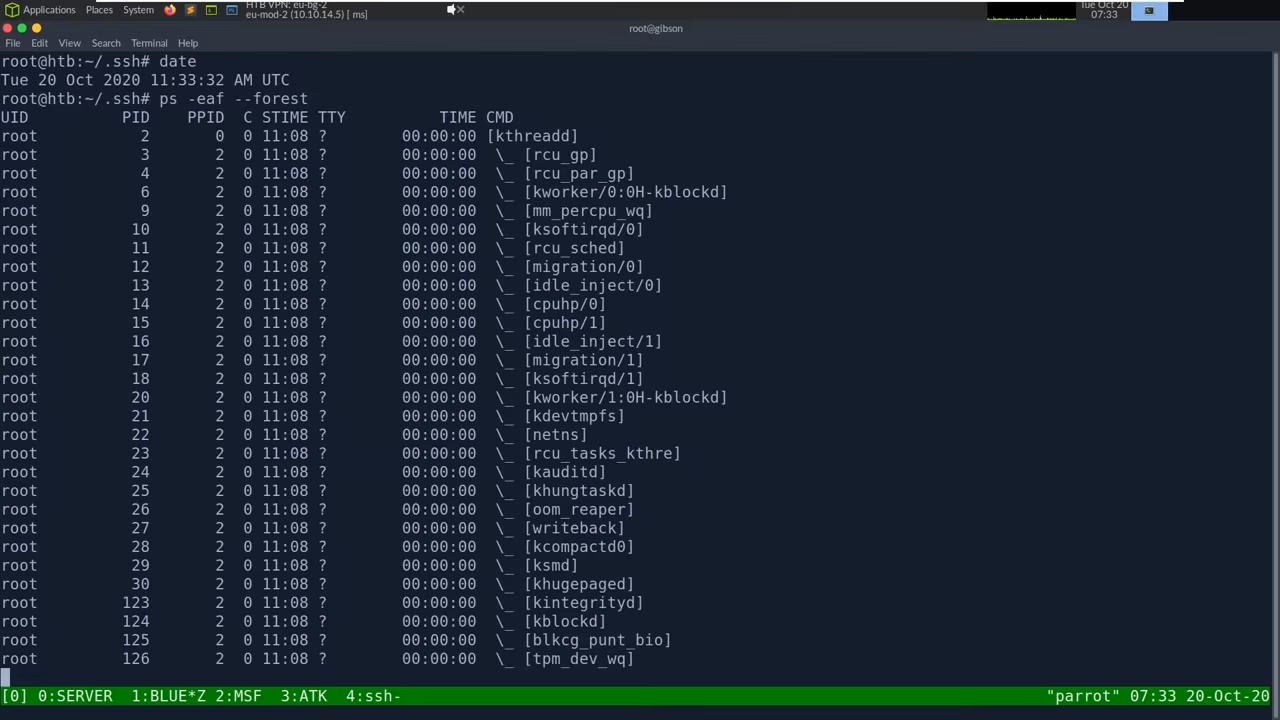 Applications Places System HTB VPN: eu-bg-2
eu-mod-2 (10.10.14.5) [ ms]
Tue Oct 20
07:33
root@gibson
File Edit View Search Terminal Help
root@htb:~/.ssh# date
Tue 20 Oct 2020 11:33:32 AM UTC
root@htb:~/.ssh# ps -eaf --forest
UID PID PPID C STIME TTY TIME CMD
root 2 0 0 11:08 ? 00:00:00 [kthreadd]
root 3 2 0 11:08 ? 00:00:00 \_ [rcu_gp]
root 4 2 0 11:08 ? 00:00:00 \_ [rcu_par_gp]
root 6 2 0 11:08 ? 00:00:00 \_ [kworker/0:0H-kblockd]
root 9 2 0 11:08 ? 00:00:00 \_ [mm_percpu_wq]
root 10 2 0 11:08 ? 00:00:00 \_ [ksoftirqd/0]
root 11 2 0 11:08 ? 00:00:00 \_ [rcu_sched]
root 12 2 0 11:08 ? 00:00:00 \_ [migration/0]
root 13 2 0 11:08 ? 00:00:00 \_ [idle_inject/0]
root 14 2 0 11:08 ? 00:00:00 \_ [cpuhp/0]
root 15 2 0 11:08 ? 00:00:00 \_ [cpuhp/1]
root 16 2 0 11:08 ? 00:00:00 \_ [idle_inject/1]
root 17 2 0 11:08 ? 00:00:00 \_ [migration/1]
root 18 2 0 11:08 ? 00:00:00 \_ [ksoftirqd/1]
root 20 2 0 11:08 ? 00:00:00 \_ [kworker/1:0H-kblockd]
root 21 2 0 11:08 ? 00:00:00 \_ [kdevtmpfs]
root 22 2 0 11:08 ? 00:00:00 \_ [netns]
root 23 2 0 11:08 ? 00:00:00 \_ [rcu_tasks_kthre]
root 24 2 0 11:08 ? 00:00:00 \_ [kauditd]
root 25 2 0 11:08 ? 00:00:00 \_ [khungtaskd]
root 26 2 0 11:08 ? 00:00:00 \_ [oom_reaper]
root 27 2 0 11:08 ? 00:00:00 \_ [writeback]
root 28 2 0 11:08 ? 00:00:00 \_ [kcompactd0]
root 29 2 0 11:08 ? 00:00:00 \_ [ksmd]
root 30 2 0 11:08 ? 00:00:00 \_ [khugepaged]
root 123 2 0 11:08 ? 00:00:00 \_ [kintegrityd]
root 124 2 0 11:08 ? 00:00:00 \_ [kblockd]
root 125 2 0 11:08 ? 00:00:00 \_ [blkcg_punt_bio]
root 126 2 0 11:08 ? 00:00:00 \_ [tpm_dev_wq]
[0] 0:SERVER 1:BLUE*Z 2:MSF 3:ATK 4:ssh- "parrot" 07:33 20-Oct-20